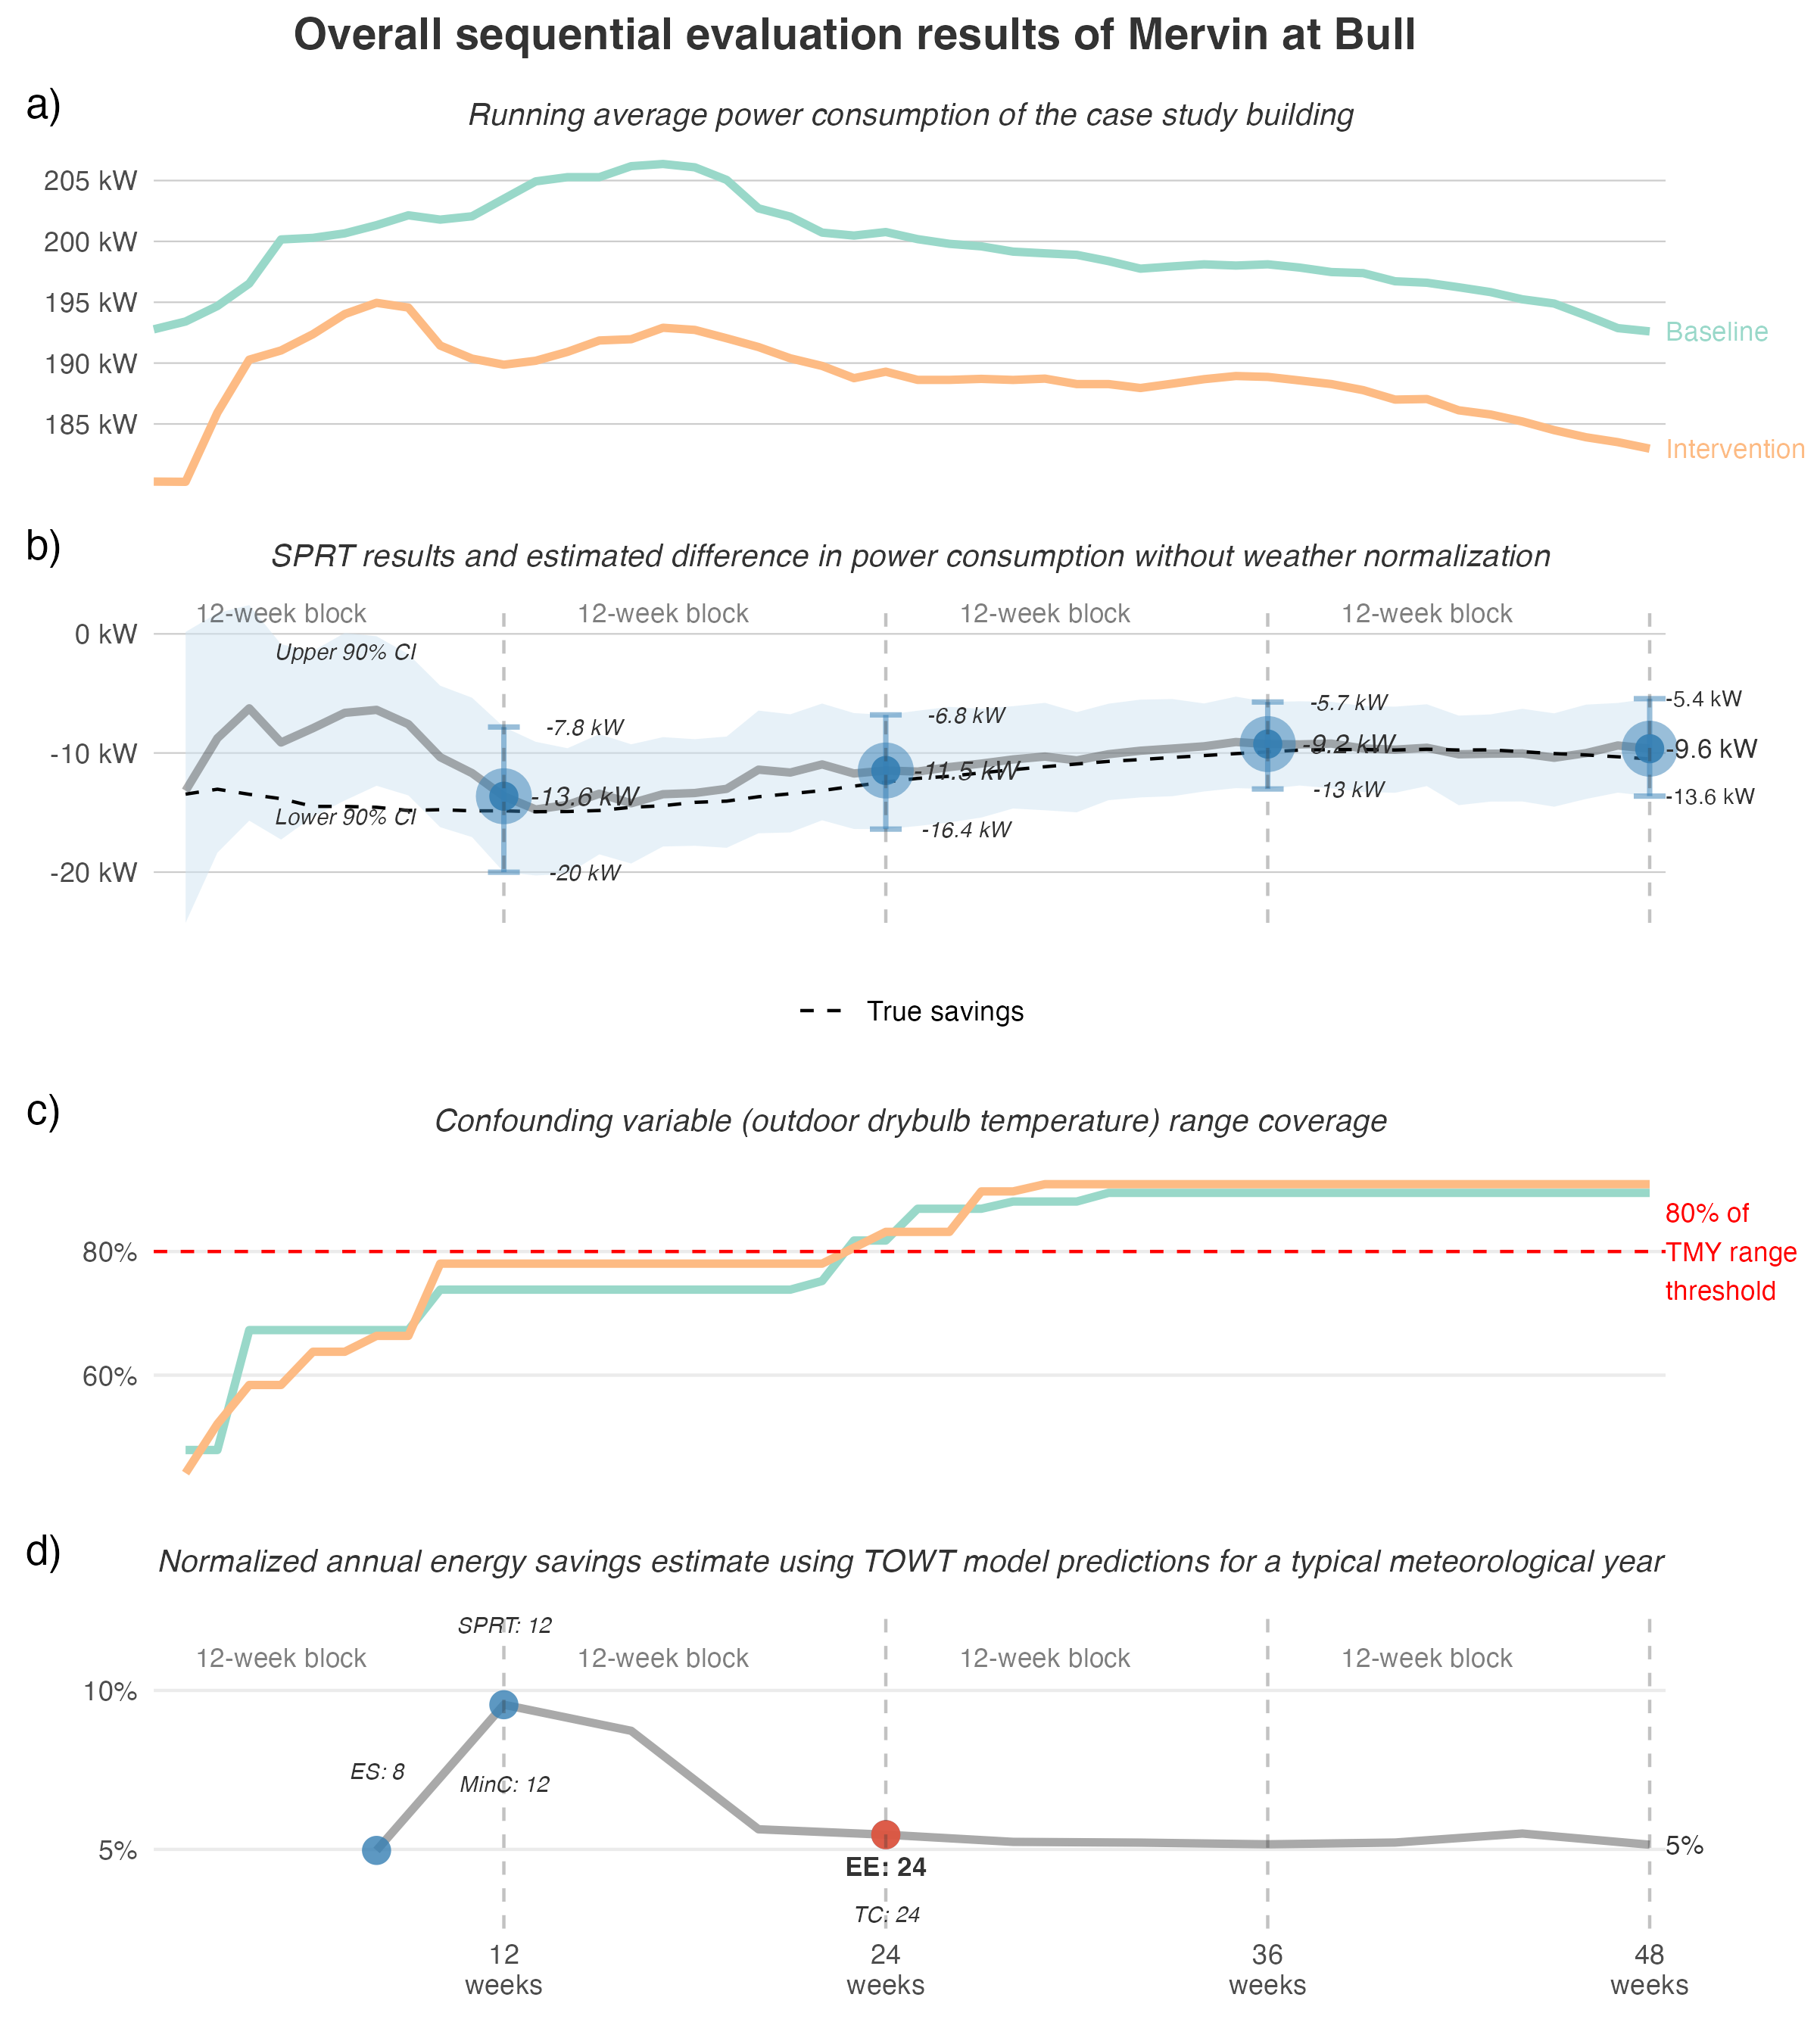 Overall sequential evaluation results of Mervin at Bull
a)
Running average power consumption of the case study building
205 kW
200 kW
195 kW
190 kW
185 kW
Baseline
Intervention
b)
SPRT results and estimated difference in power consumption without weather normalization
12-week block
12-week block
12-week block
12-week block
0 kW
-10 kW
-20 kW
Upper 90% CI
Lower 90% CI
-7.8 kW
-13.6 kW
-20 kW
-6.8 kW
-11.5 kW
-16.4 kW
-5.7 kW
-9.2 kW
-13 kW
-5.4 kW
-9.6 kW
-13.6 kW
True savings
c)
Confounding variable (outdoor drybulb temperature) range coverage
80%
60%
80% of
TMY range
threshold
d)
Normalized annual energy savings estimate using TOWT model predictions for a typical meteorological year
SPRT: 12
12-week block
12-week block
12-week block
12-week block
10%
5%
ES: 8
MinC: 12
EE: 24
TC: 24
5%
12
weeks
24
weeks
36
weeks
48
weeks